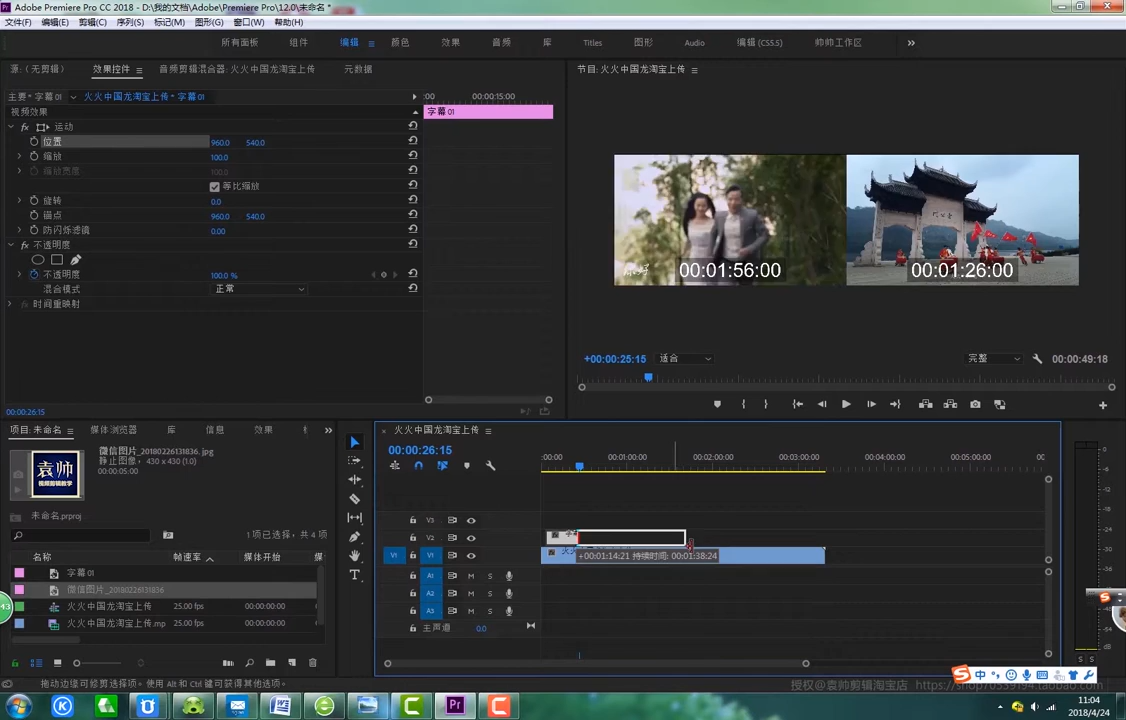 Adobe Premiere Pro CC 2018 - D:\我的文档\Adobe\Premiere Pro\12.0\未命名 *
文件(F) 编辑(E) 剪辑(C) 序列(S) 标记(M) 图形(G) 窗口(W) 帮助(H)
所有面板 组件 编辑 颜色 效果 音频 库 Titles 图形 Audio 编辑 (CS5.5) 帅帅工作区
源:（无剪辑） 效果控件 音频剪辑混合器: 火火中国龙淘宝上传 元数据
节目: 火火中国龙淘宝上传
主要 * 字幕 01 火火中国龙淘宝上传 * 字幕 01
:00:00 00:00:15:00
视频效果
字幕 01
fx 运动
位置 960.0 540.0
缩放 100.0
缩放宽度 100.0
等比缩放
旋转 0.0
锚点 960.0 540.0
防闪烁滤镜 0.00
fx 不透明度
不透明度 100.0 %
混合模式 正常
时间重映射
00:01:56:00 00:01:26:00
+00:00:25:15 适合 完整 00:00:49:18
00:00:26:15
项目: 未命名 媒体浏览器 库 信息 效果
微信图片_20180226131836. jpg
静止图像, 430 x 430 (1.0)
00:00:05:00
袁帅
视频剪辑教学
未命名.prproj
1项已选择，共 4 项
名称 帧速率 媒体开始
字幕 01
微信图片_20180226131836
火火中国龙淘宝上传 25.00 fps 00:00:00:00
火火中国龙淘宝上传.mp 25.00 fps 00:00:00:00
火火中国龙淘宝上传
00:00:26:15
:00:00 00:01:00:00 00:02:00:00 00:03:00:00 00:04:00:00 00:05:00:00
V3
V2
V1 V1
+00:01:14:21 持续时间: 00:01:38:24
A1 M S
A2 M S
A3 M S
主声道 0.0
0
S S
43
拖动边缘可修剪选择项。使用 Alt 和 Ctrl 键可获得其他选项。
中
授权@袁帅剪辑淘宝店 https://shop70339194.taobao.com
11:04
2018/4/24